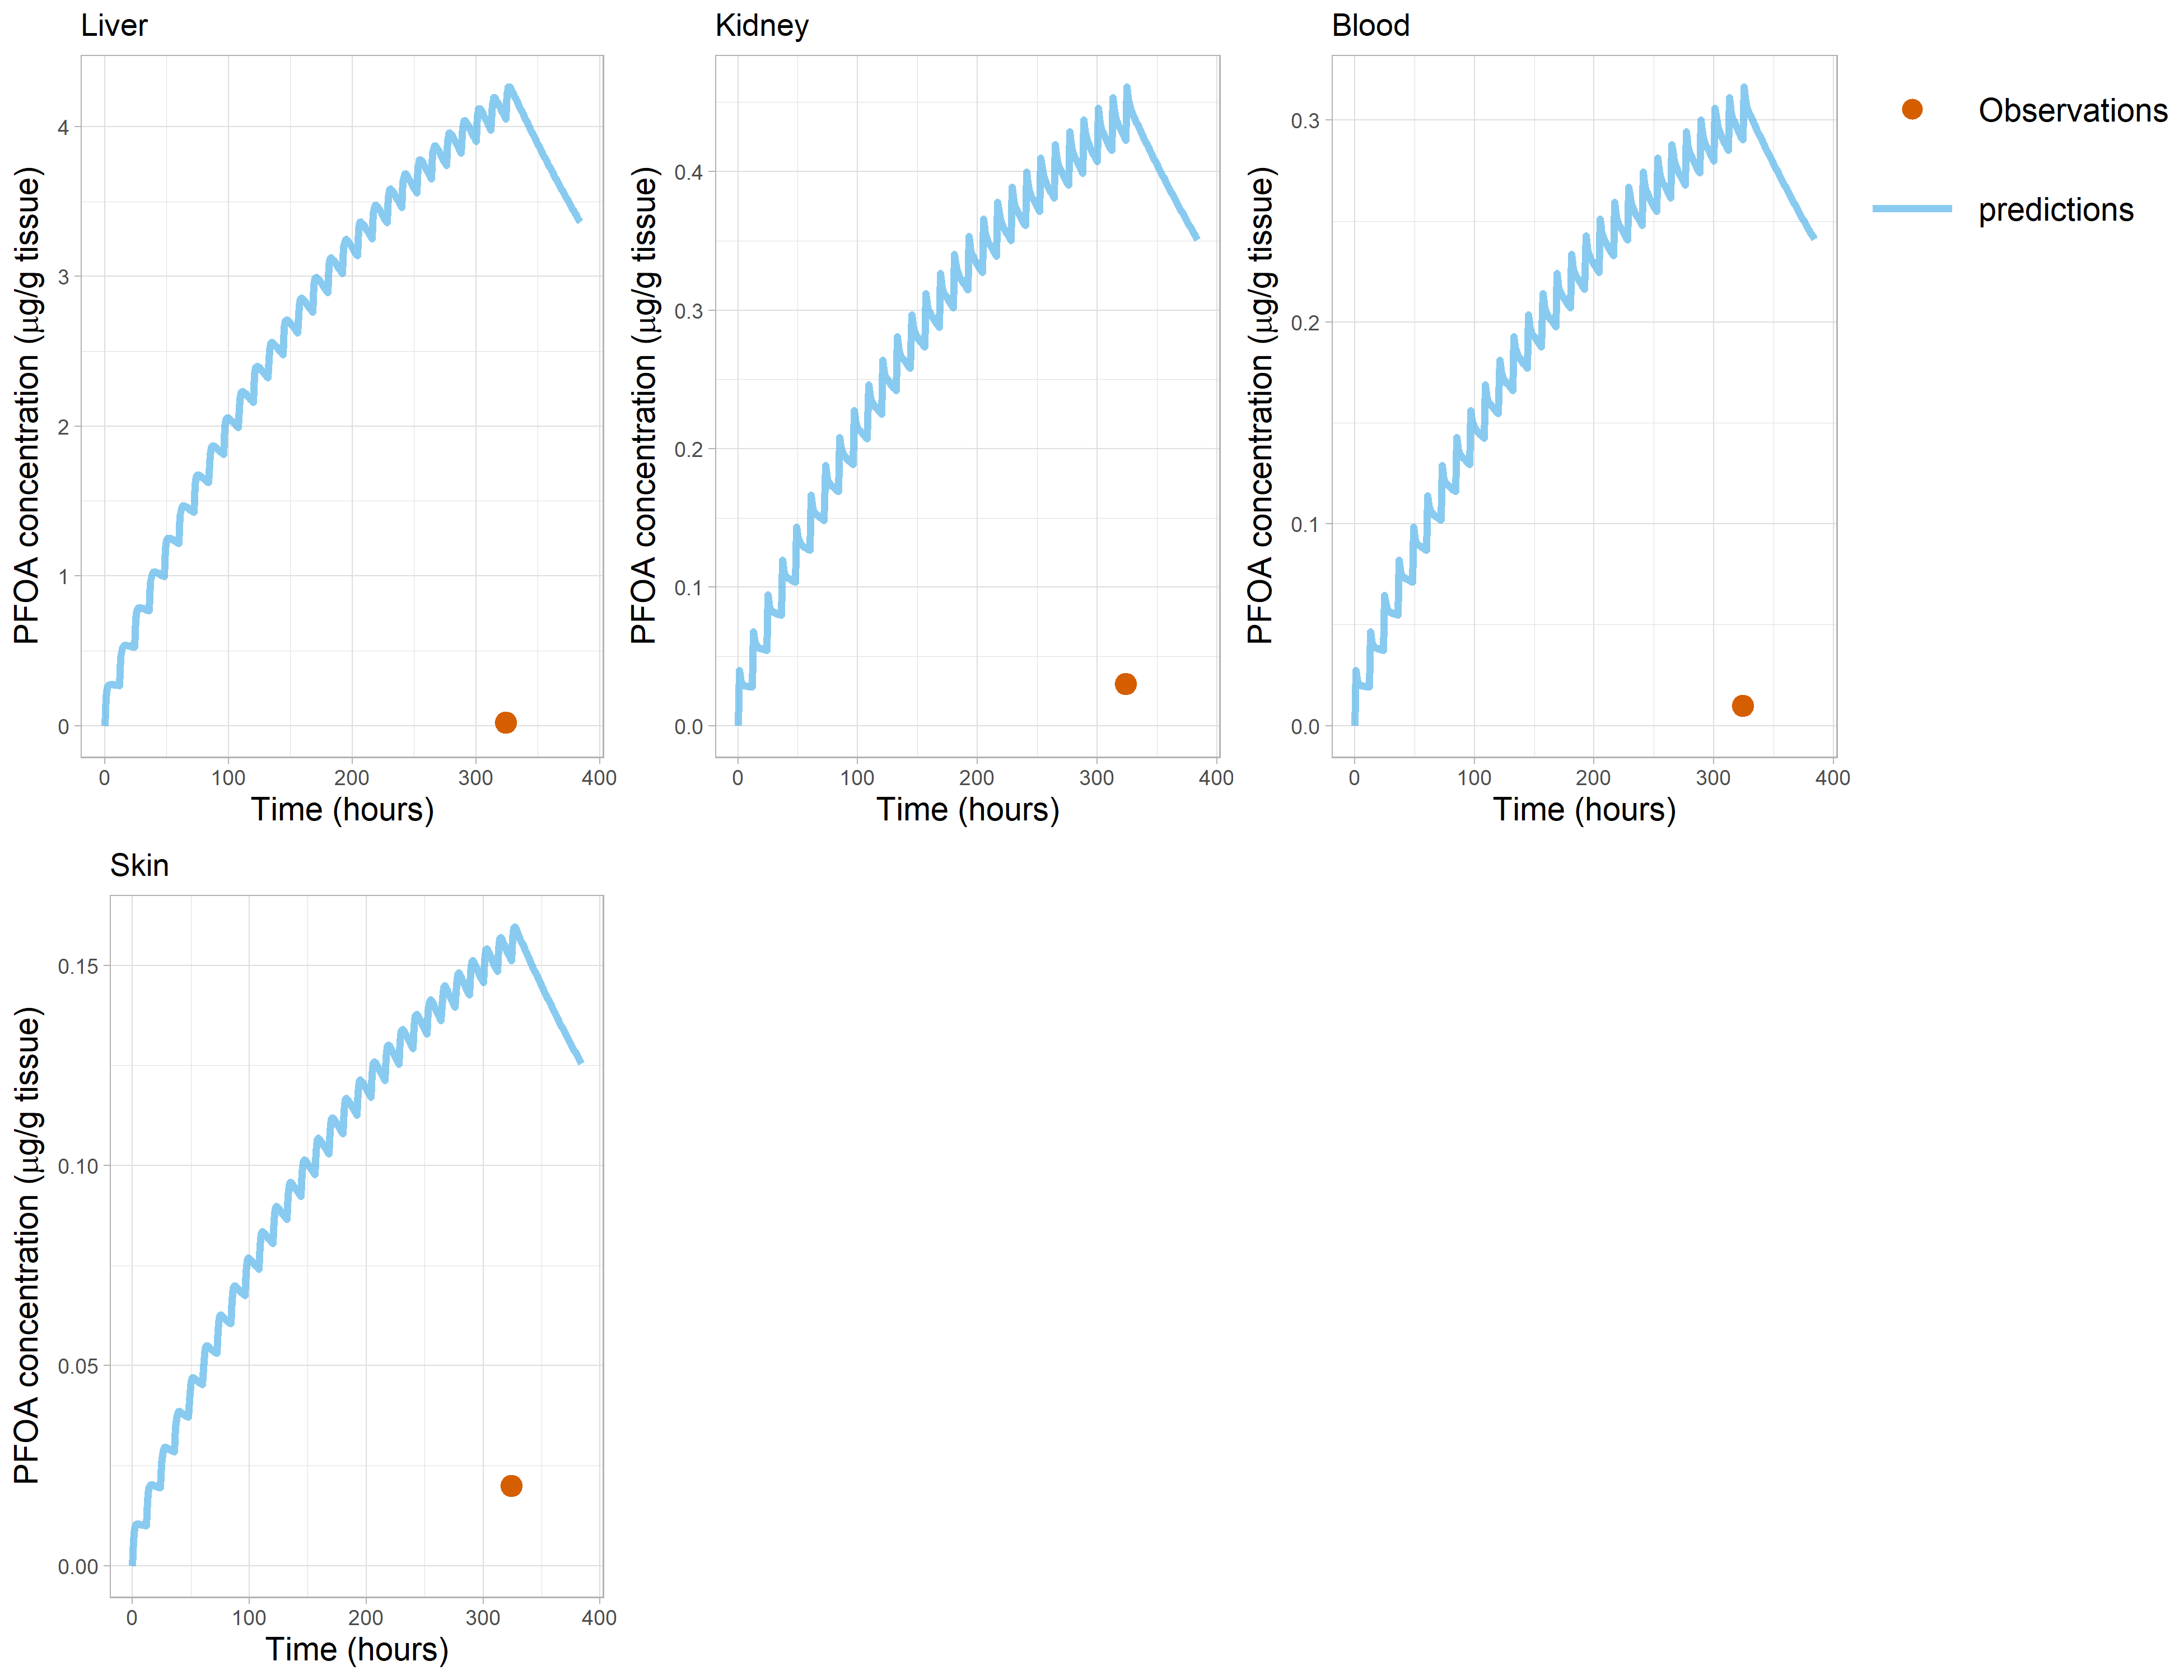 Liver
PFOA concentration (μg/g tissue)
4
3
2
1
0
0 100 200 300 400
Time (hours)
Kidney
PFOA concentration (μg/g tissue)
0.4
0.3
0.2
0.1
0.0
0 100 200 300 400
Time (hours)
Blood
PFOA concentration (μg/g tissue)
0.3
0.2
0.1
0.0
0 100 200 300 400
Time (hours)
Observations
predictions
Skin
PFOA concentration (μg/g tissue)
0.15
0.10
0.05
0.00
0 100 200 300 400
Time (hours)